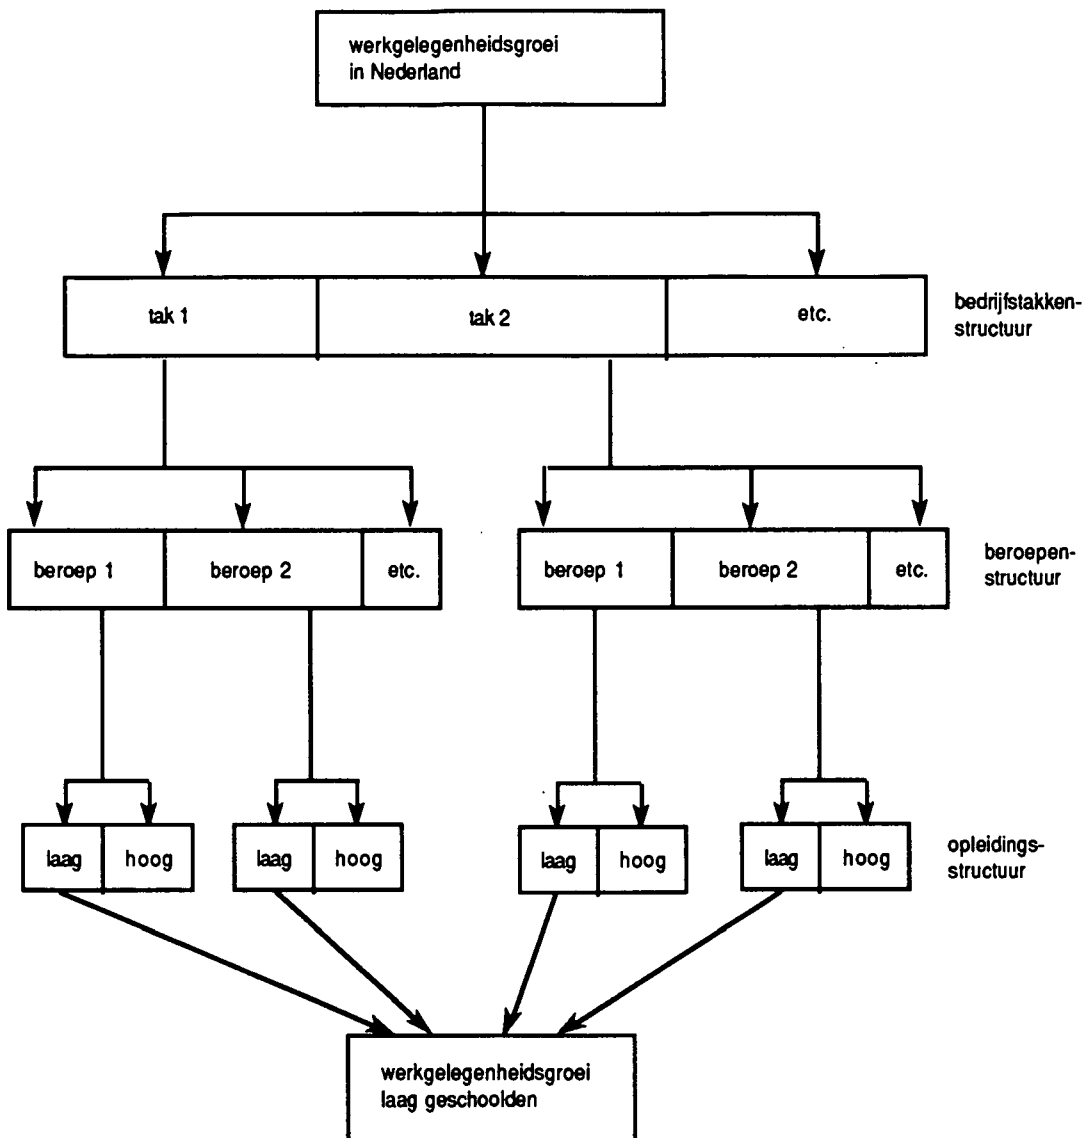 werkgelegenheidsgroei
in Nederland
tak 1
tak 2
etc.
bedrijfstakken-
structuur
beroep 1
beroep 2
etc.
beroep 1
beroep 2
etc.
beroepen-
structuur
laag
hoog
laag
hoog
laag
hoog
laag
hoog
opleidings-
structuur
werkgelegenheidsgroei
laag geschoolden